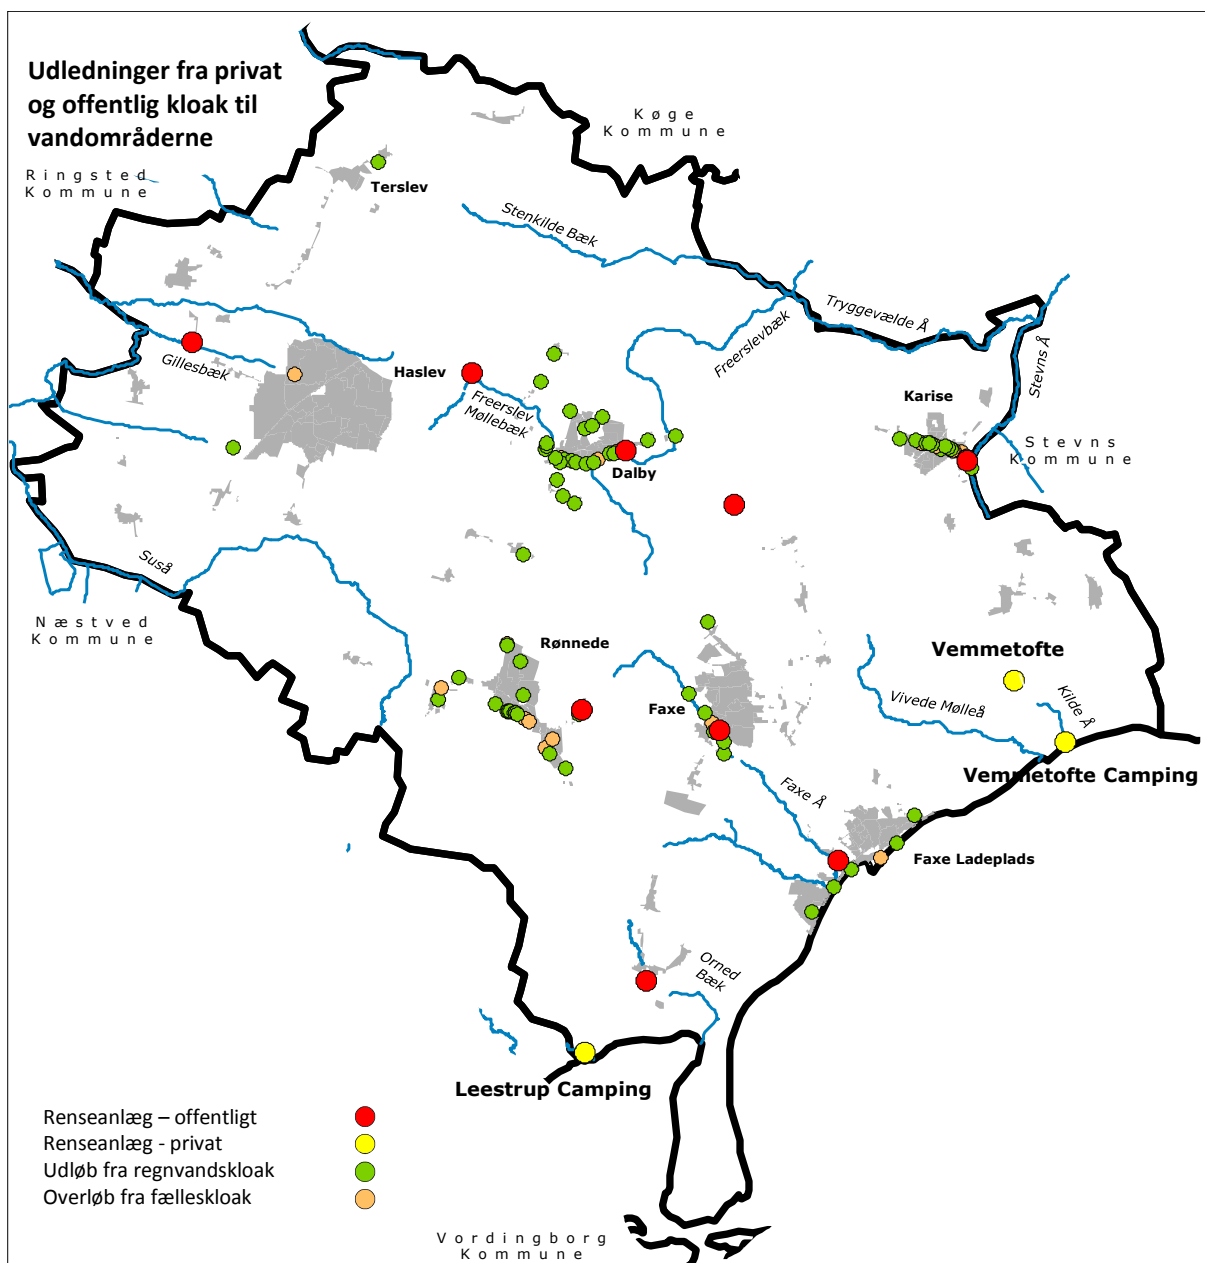 Udledninger fra privat
og offentlig kloak til
vandområderne
Køge
Kommune
Ringsted
Kommune
Terslev
Stenkilde Bæk
Tryggevælde Å
Freerslevbæk
Stevns Å
Gillesbæk
Haslev
Freerslev
Møllebæk
Karise
Stevns
Kommune
Dalby
Suså
Næstved
Kommune
Rønnede
Vemmetofte
Faxe
Vivede Mølleå
Kilde Å
Vemmetofte Camping
Faxe Å
Faxe Ladeplads
Orned
Bæk
Leestrup Camping
Renseanlæg – offentligt
Renseanlæg - privat
Udløb fra regnvandskloak
Overløb fra fælleskloak
Vordingborg
Kommune